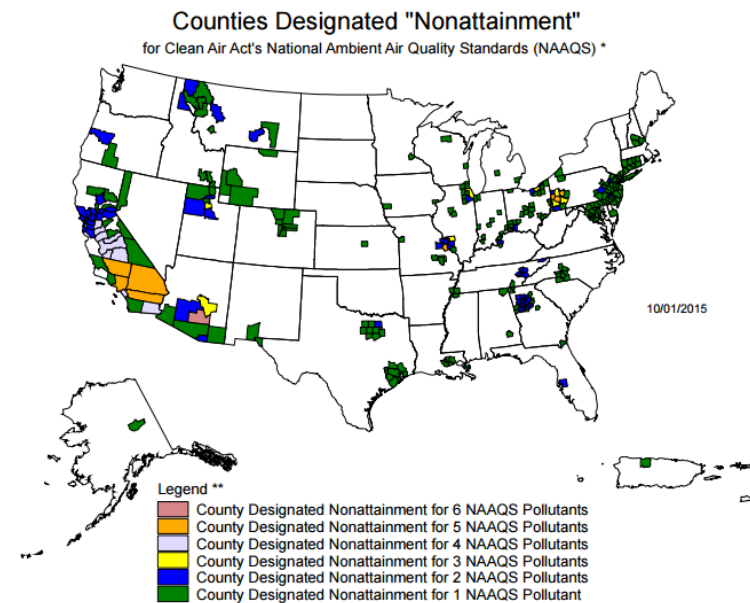 Counties Designated "Nonattainment"
for Clean Air Act's National Ambient Air Quality Standards (NAAQS) *
10/01/2015
Legend **
County Designated Nonattainment for 6 NAAQS Pollutants
County Designated Nonattainment for 5 NAAQS Pollutants
County Designated Nonattainment for 4 NAAQS Pollutants
County Designated Nonattainment for 3 NAAQS Pollutants
County Designated Nonattainment for 2 NAAQS Pollutants
County Designated Nonattainment for 1 NAAQS Pollutant